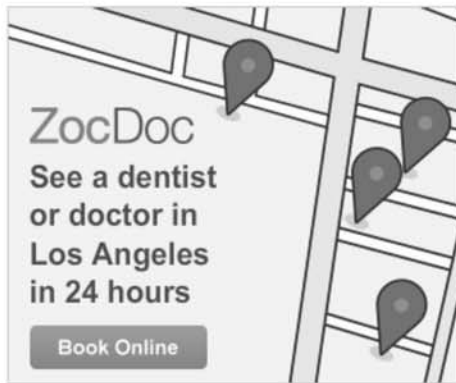 ZocDoc
See a dentist
or doctor in
Los Angeles
in 24 hours
Book Online